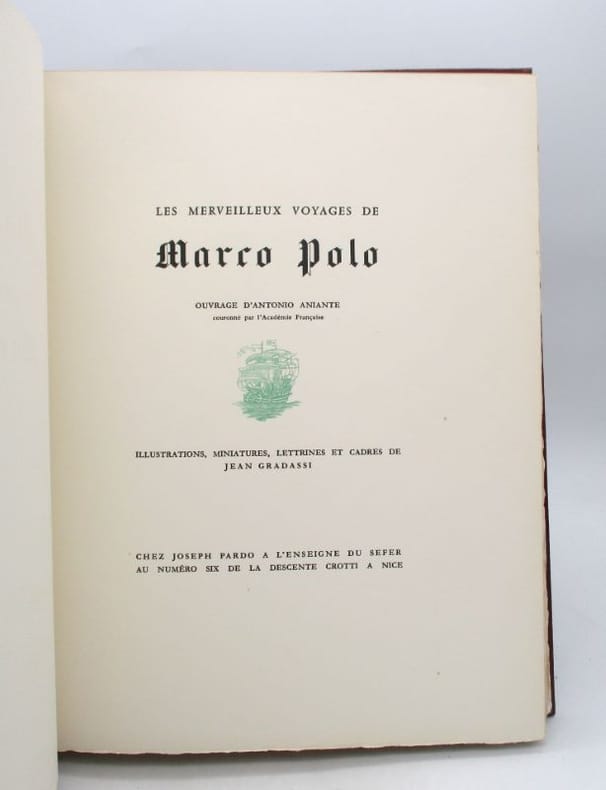 LES MERVEILLEUX VOYAGES DE
Marco Polo
OUVRAGE D'ANTONIO ANIANTE
couronné par l'Académie Française
ILLUSTRATIONS, MINIATURES, LETTRINES ET CADRES DE
JEAN GRADASSI
CHEZ JOSEPH PARDO A L'ENSEIGNE DU SEFER
AU NUMÉRO SIX DE LA DESCENTE CROTTI A NICE